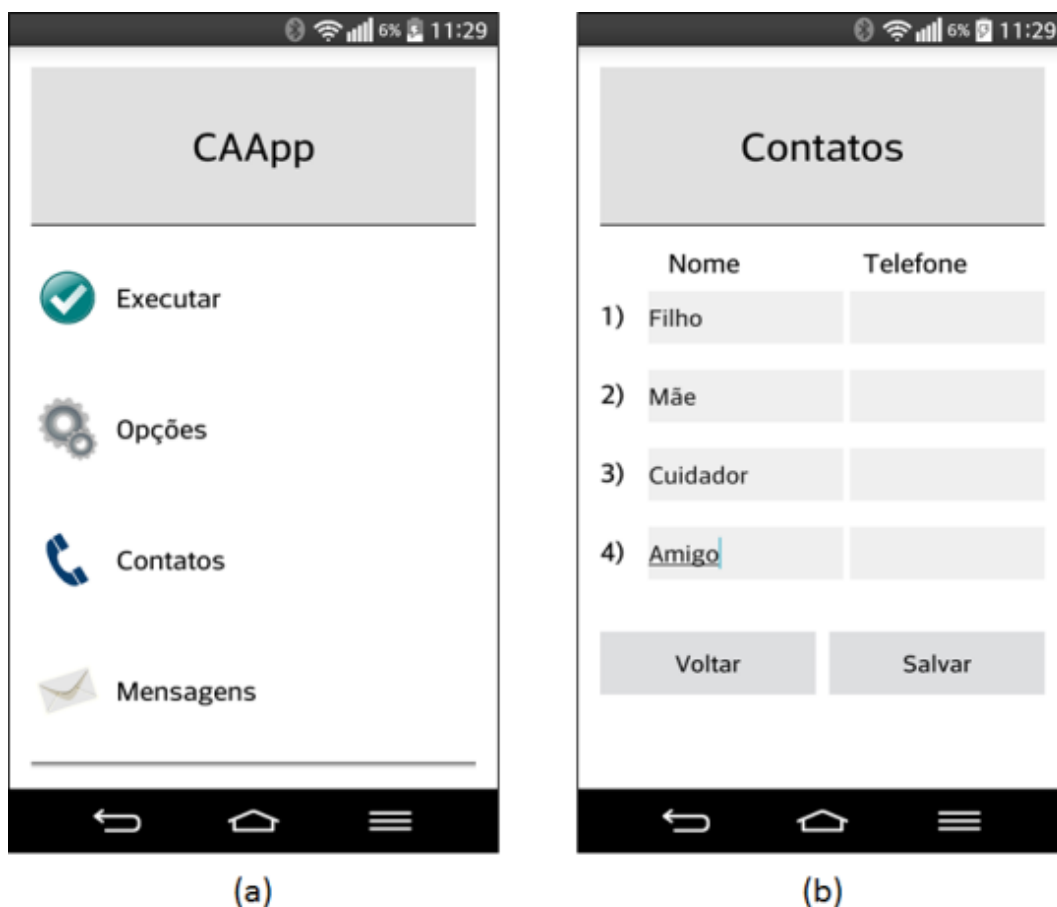 6% 11:29
CAApp
Executar
Opções
Contatos
Mensagens
(a)
6% 11:29
Contatos
Nome Telefone
1) Filho
2) Mãe
3) Cuidador
4) Amigo
Voltar Salvar
(b)